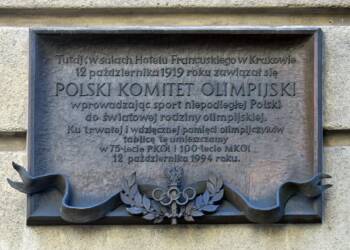 Tutaj w salach Hotelu Francuskiego w Krakowie
12 października 1919 roku zawiązał się
POLSKI KOMITET OLIMPIJSKI
wprowadzając sport niepodległej Polski
do światowej rodziny olimpijskiej.
Ku trwałej i wdzięcznej pamięci olimpijczyków
tablicę tę umieszczamy
w 75-lecie PKOl i 100-lecie MKOl
12 października 1994 roku.